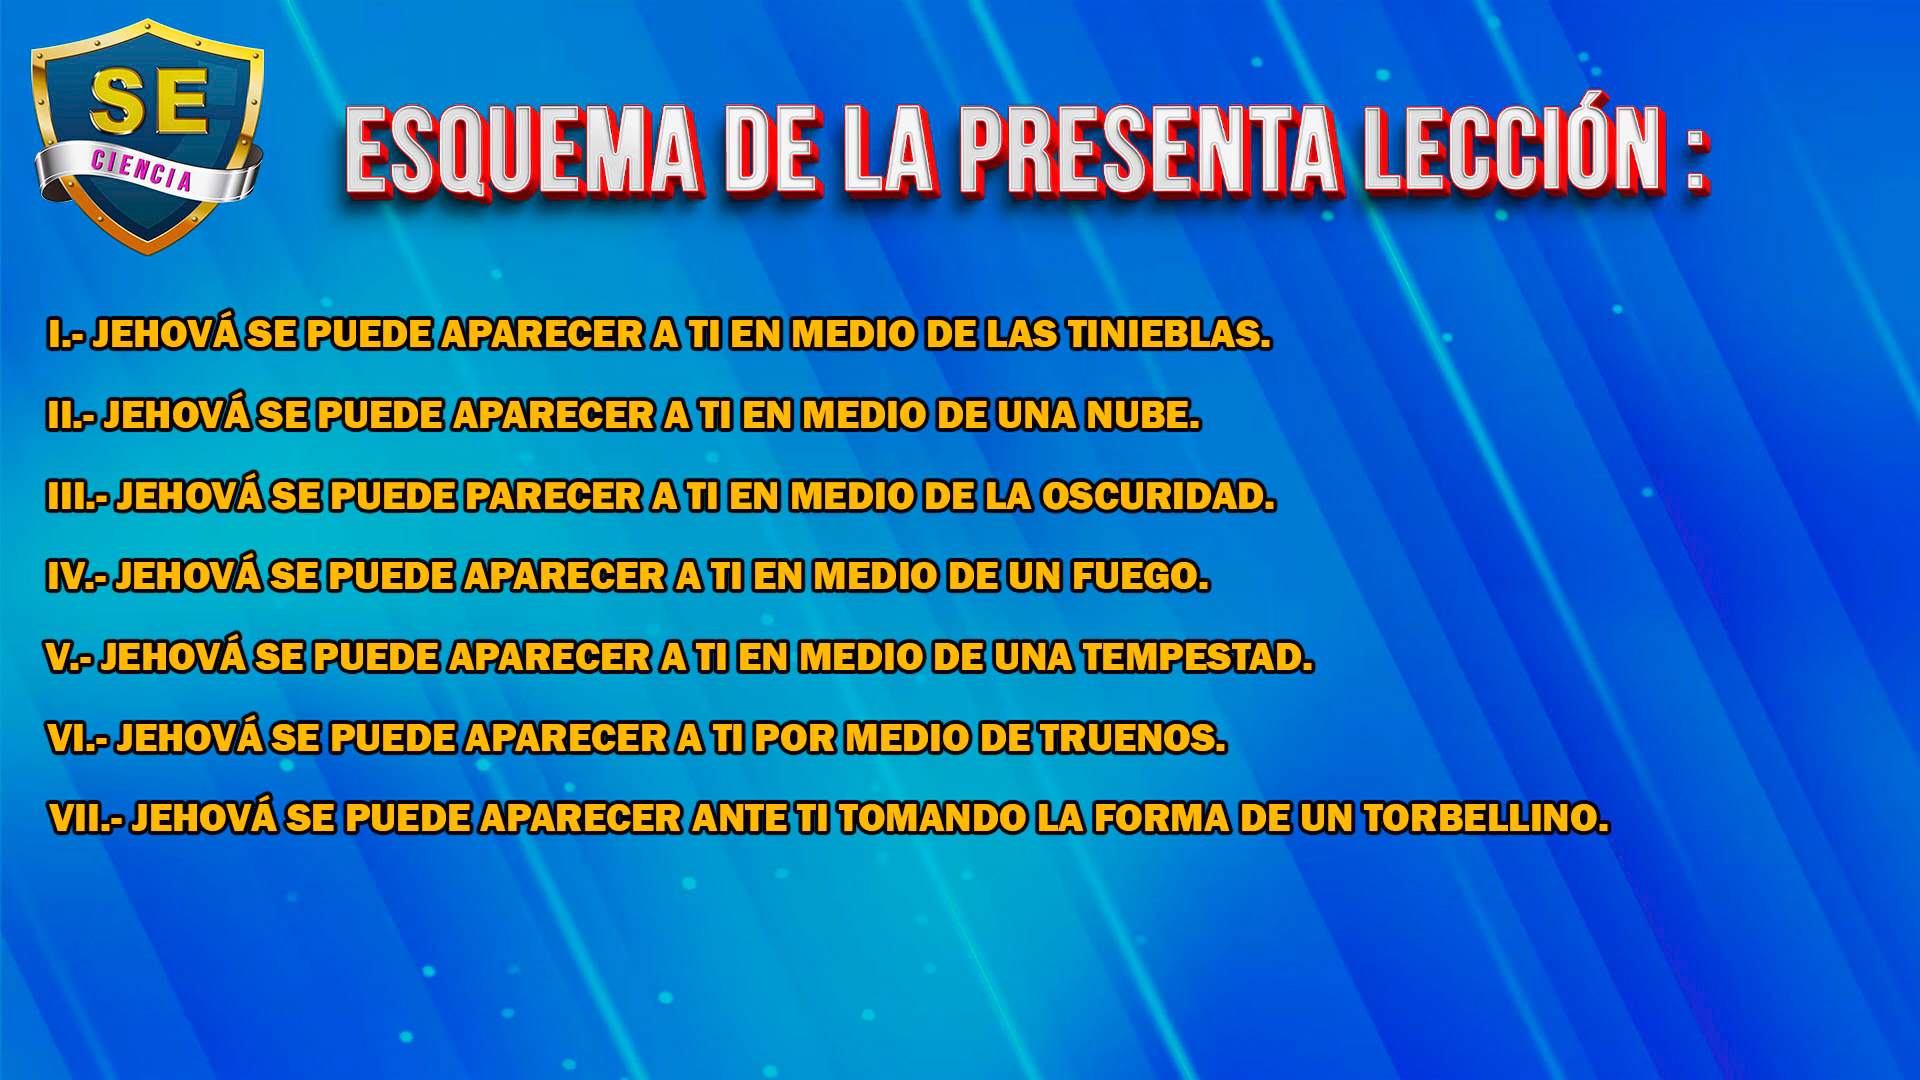 SE
CIENCIA
ESQUEMA DE LA PRESENTA LECCIÓN :
I.- JEHOVÁ SE PUEDE APARECER A TI EN MEDIO DE LAS TINIEBLAS.
II.- JEHOVÁ SE PUEDE APARECER A TI EN MEDIO DE UNA NUBE.
III.- JEHOVÁ SE PUEDE PARECER A TI EN MEDIO DE LA OSCURIDAD.
IV.- JEHOVÁ SE PUEDE APARECER A TI EN MEDIO DE UN FUEGO.
V.- JEHOVÁ SE PUEDE APARECER A TI EN MEDIO DE UNA TEMPESTAD.
VI.- JEHOVÁ SE PUEDE APARECER A TI POR MEDIO DE TRUENOS.
VII.- JEHOVÁ SE PUEDE APARECER ANTE TI TOMANDO LA FORMA DE UN TORBELLINO.